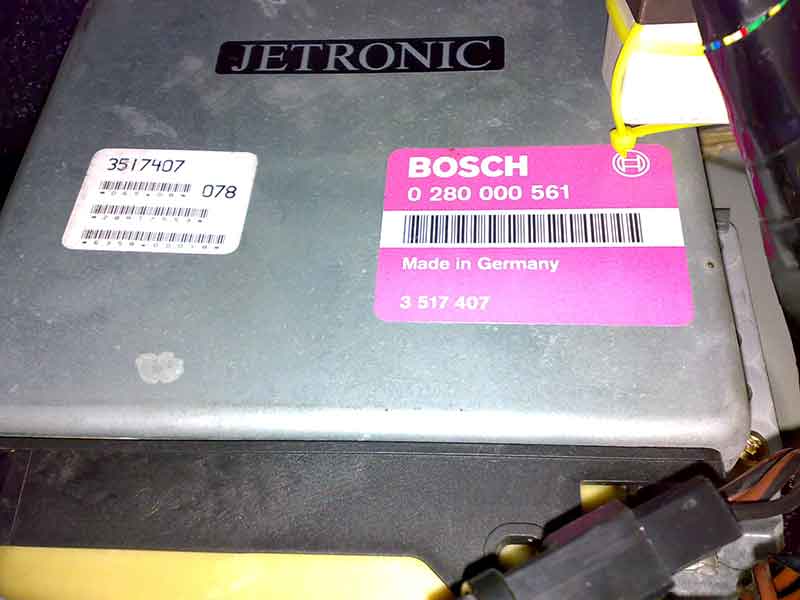 JETRONIC
3517407
078
BOSCH
0 280 000 561
Made in Germany
3 517 407